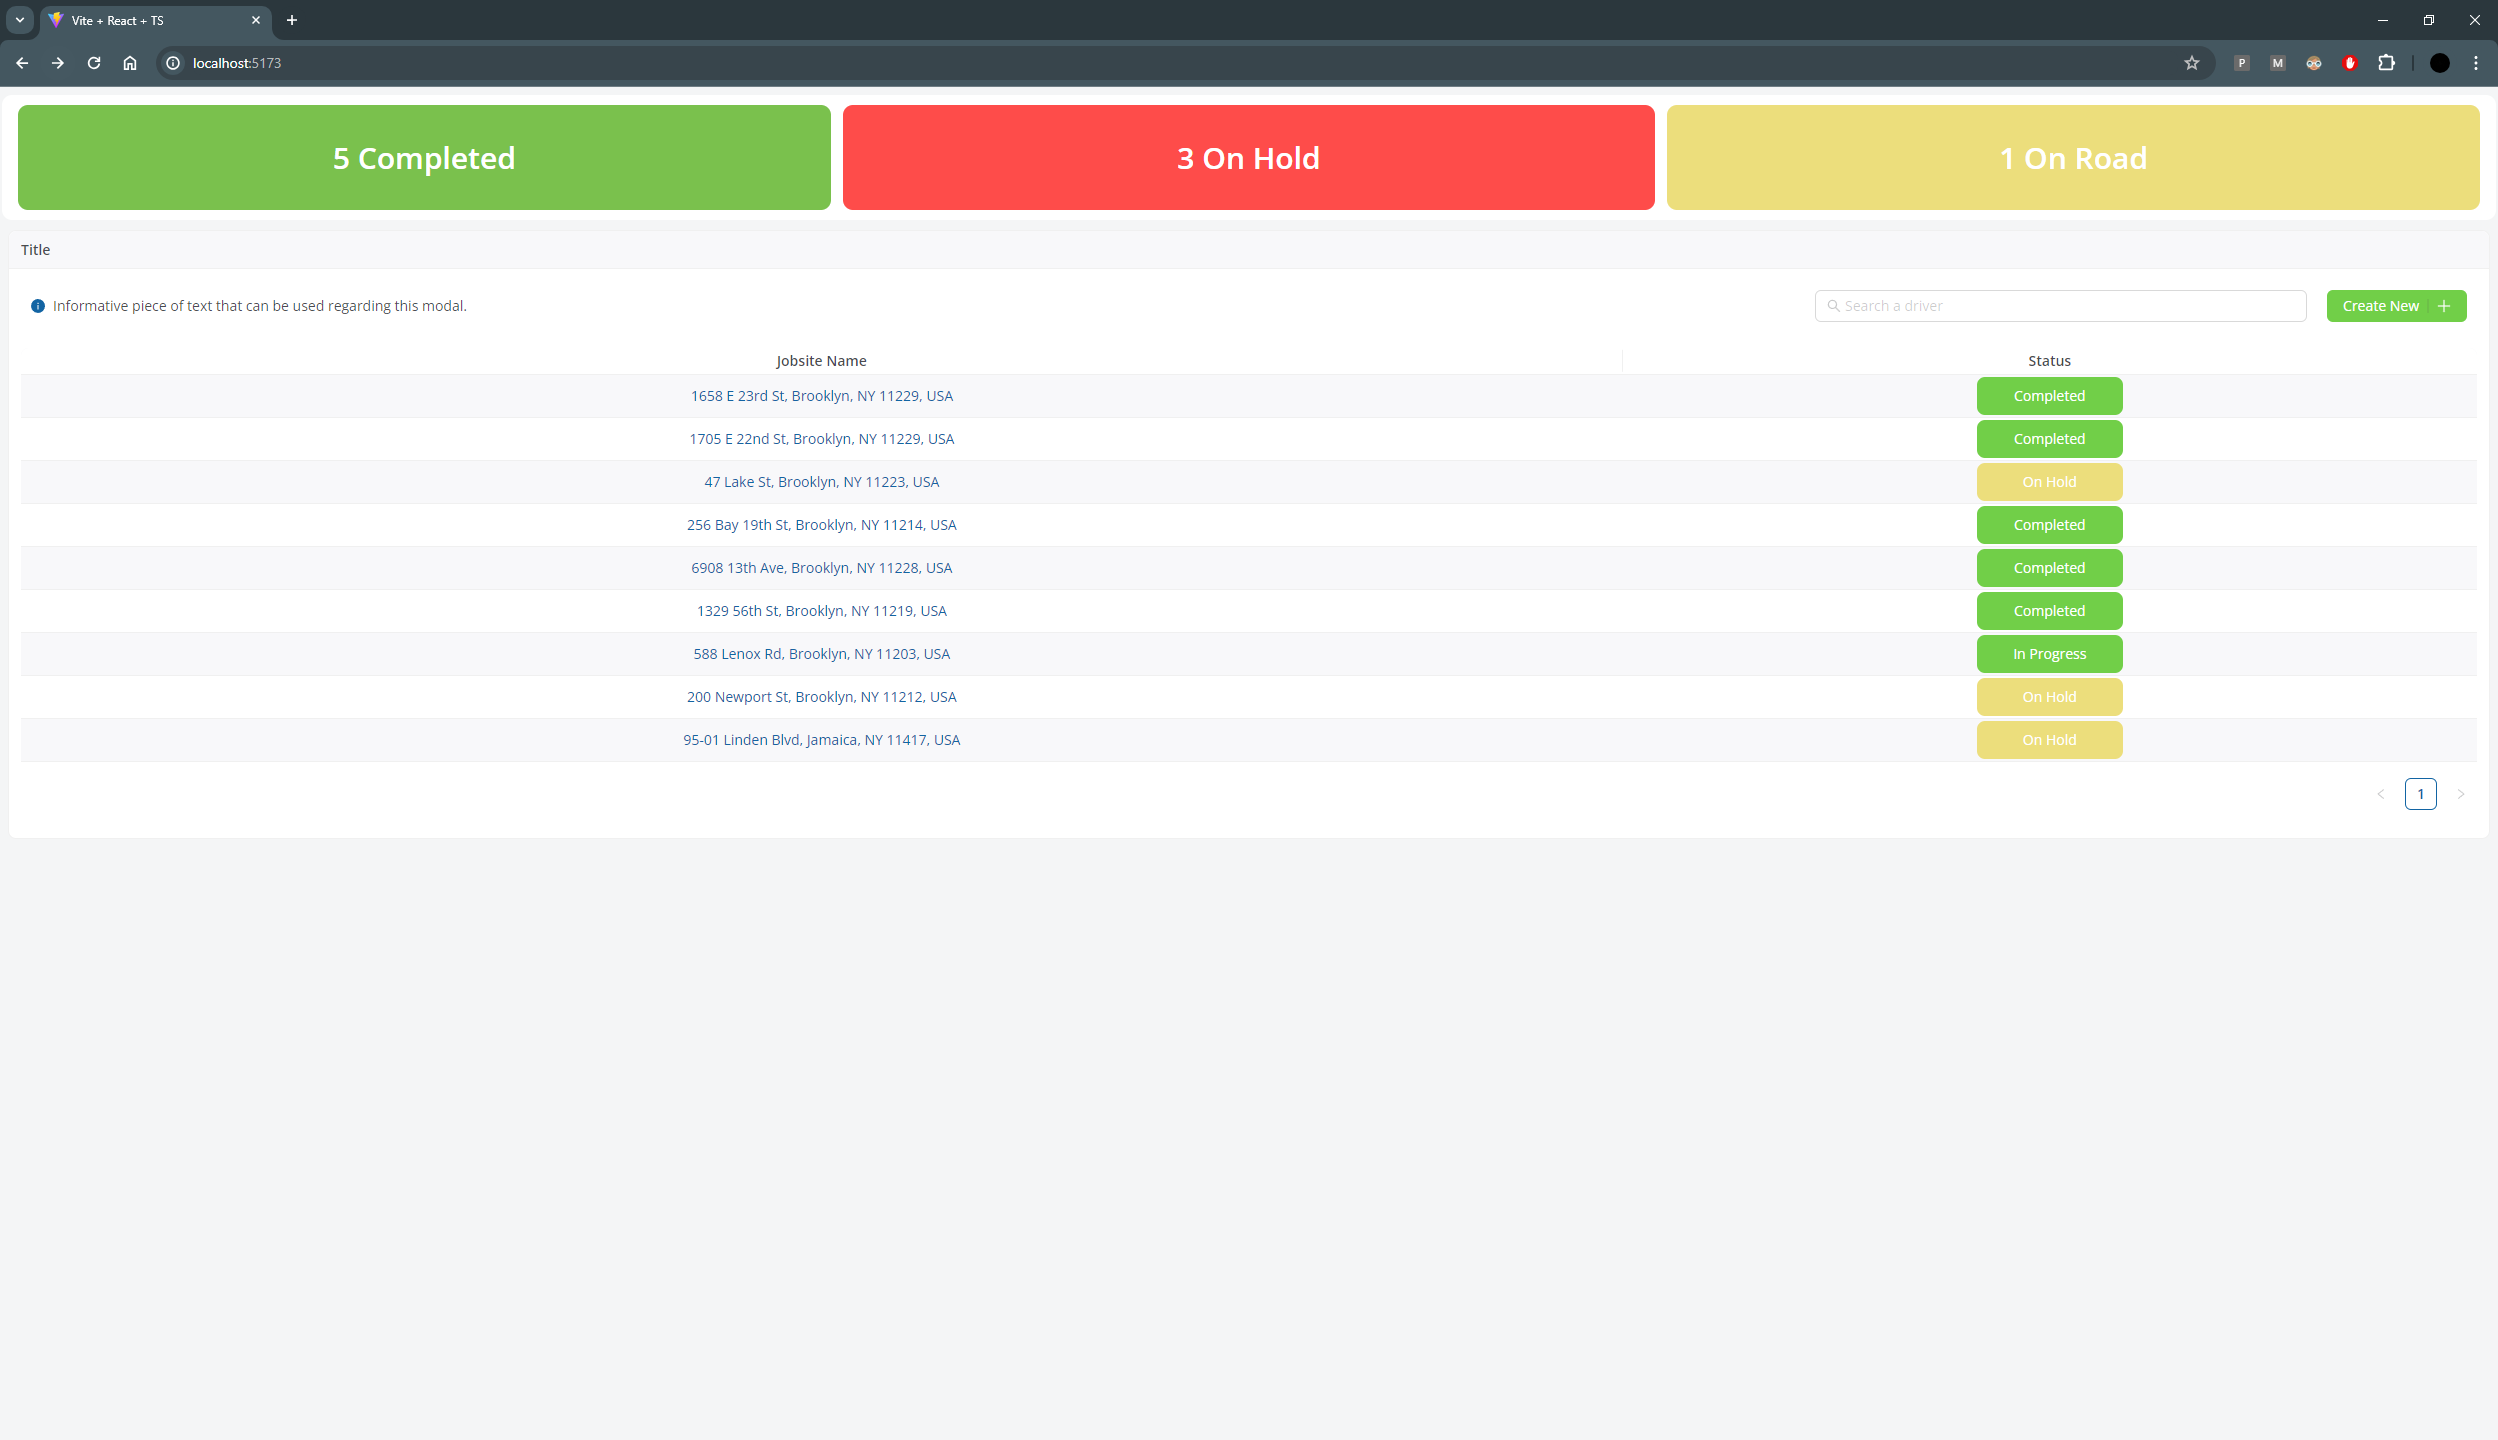 Vite + React + TS
localhost:5173
P M
5 Completed 3 On Hold 1 On Road
Title
Informative piece of text that can be used regarding this modal. Search a driver Create New
Jobsite Name Status
1658 E 23rd St, Brooklyn, NY 11229, USA Completed
1705 E 22nd St, Brooklyn, NY 11229, USA Completed
47 Lake St, Brooklyn, NY 11223, USA On Hold
256 Bay 19th St, Brooklyn, NY 11214, USA Completed
6908 13th Ave, Brooklyn, NY 11228, USA Completed
1329 56th St, Brooklyn, NY 11219, USA Completed
588 Lenox Rd, Brooklyn, NY 11203, USA In Progress
200 Newport St, Brooklyn, NY 11212, USA On Hold
95-01 Linden Blvd, Jamaica, NY 11417, USA On Hold
1